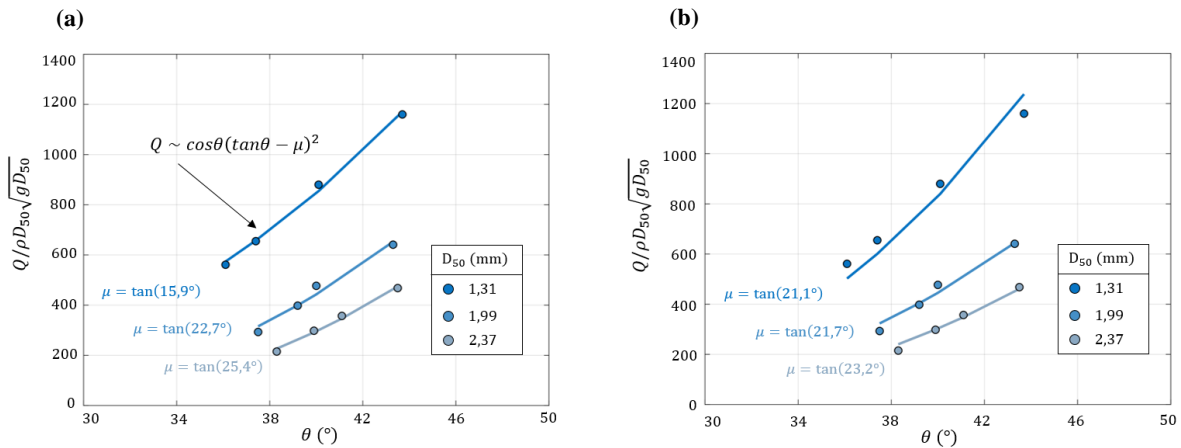 (a)
1400
1200
1000
800
600
400
200
0
30
34
38
42
46
50
θ (°)
Q/ρD₅₀√gD₅₀
Q ~ cosθ(tanθ − μ)²
μ = tan(15,9°)
μ = tan(22,7°)
μ = tan(25,4°)
D₅₀ (mm)
1,31
1,99
2,37
(b)
1400
1200
1000
800
600
400
200
0
30
34
38
42
46
50
θ (°)
Q/ρD₅₀√gD₅₀
μ = tan(21,1°)
μ = tan(21,7°)
μ = tan(23,2°)
D₅₀ (mm)
1,31
1,99
2,37